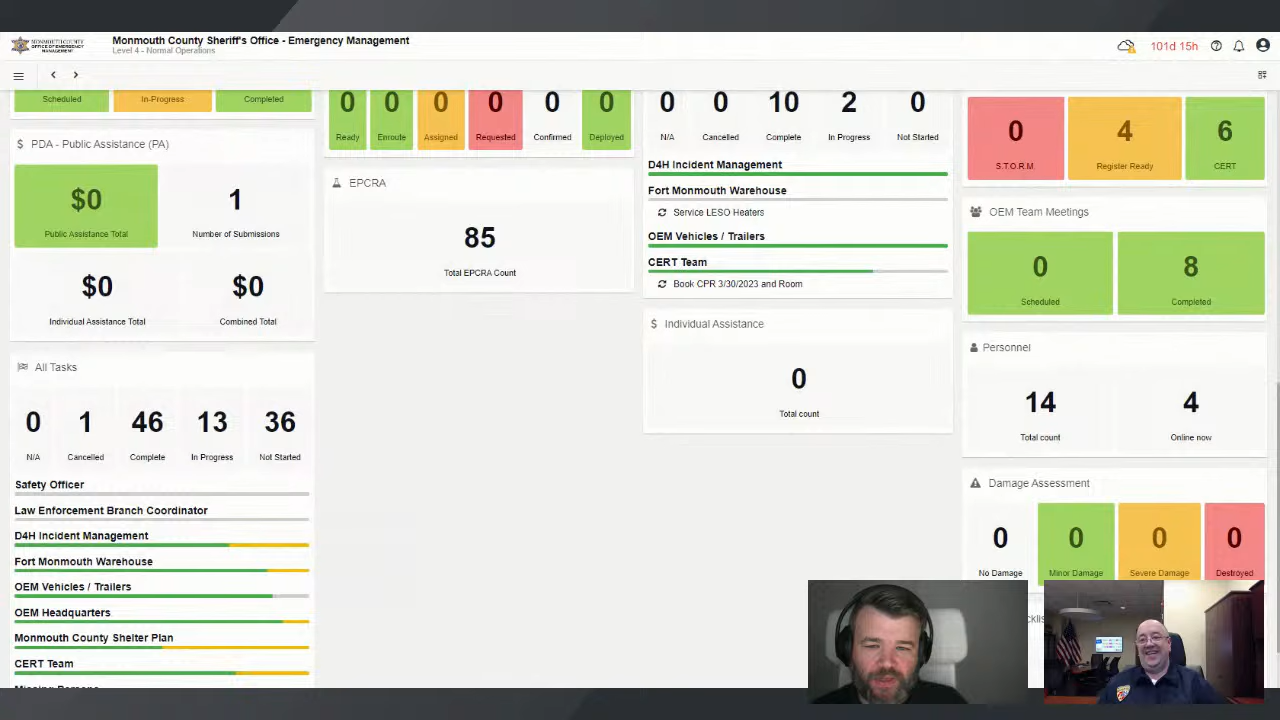 MONMOUTH COUNTY
OFFICE OF EMERGENCY
MANAGEMENT
Monmouth County Sheriff's Office - Emergency Management
Level 4 - Normal Operations
101d 15h
Scheduled
In-Progress
Completed
PDA - Public Assistance (PA)
$0
Public Assistance Total
1
Number of Submissions
$0
Individual Assistance Total
$0
Combined Total
All Tasks
0 1 46 13 36
N/A Cancelled Complete In Progress Not Started
Safety Officer
Law Enforcement Branch Coordinator
D4H Incident Management
Fort Monmouth Warehouse
OEM Vehicles / Trailers
OEM Headquarters
Monmouth County Shelter Plan
CERT Team
Missing Persons
0 0 0 0 0 0
Ready Enroute Assigned Requested Confirmed Deployed
EPCRA
85
Total EPCRA Count
0 0 10 2 0
N/A Cancelled Complete In Progress Not Started
D4H Incident Management
Fort Monmouth Warehouse
Service LESO Heaters
OEM Vehicles / Trailers
CERT Team
Book CPR 3/30/2023 and Room
Individual Assistance
0
Total count
0 4 6
S.T.O.R.M. Register Ready CERT
OEM Team Meetings
0 8
Scheduled Completed
Personnel
14 4
Total count Online now
Damage Assessment
0 0 0 0
No Damage Minor Damage Severe Damage Destroyed